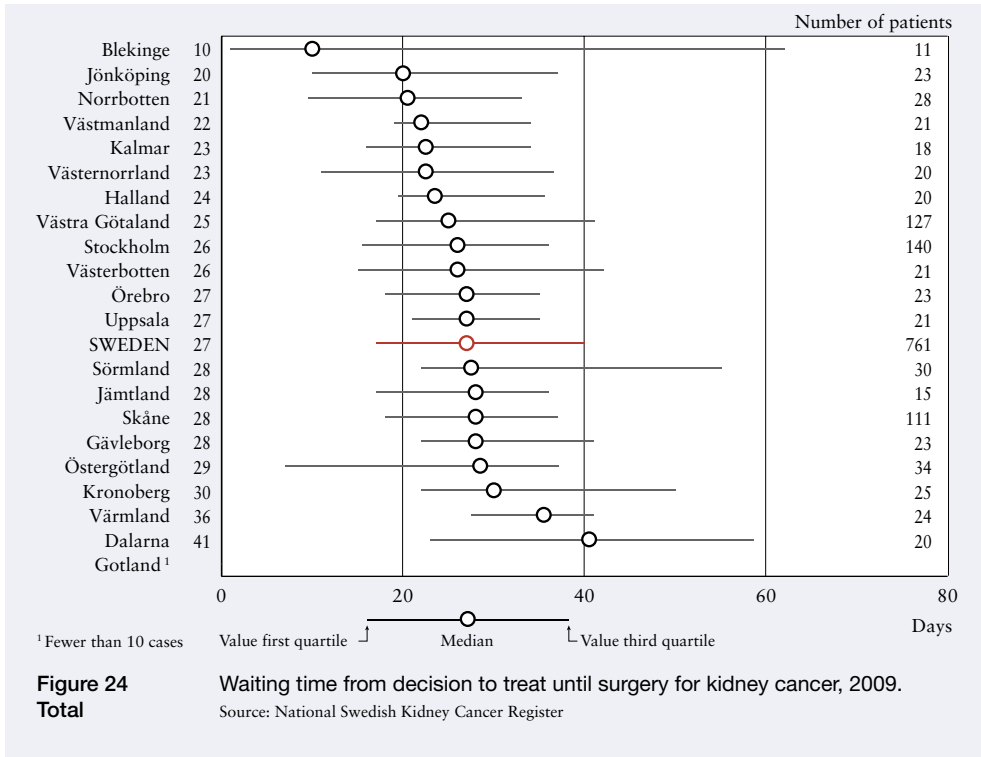 Number of patients
Blekinge 10 11
Jönköping 20 23
Norrbotten 21 28
Västmanland 22 21
Kalmar 23 18
Västernorrland 23 20
Halland 24 20
Västra Götaland 25 127
Stockholm 26 140
Västerbotten 26 21
Örebro 27 23
Uppsala 27 21
SWEDEN 27 761
Sörmland 28 30
Jämtland 28 15
Skåne 28 111
Gävleborg 28 23
Östergötland 29 34
Kronoberg 30 25
Värmland 36 24
Dalarna 41 20
Gotland ¹
0 20 40 60 80
Days
¹ Fewer than 10 cases Value first quartile Median Value third quartile
Figure 24 Waiting time from decision to treat until surgery for kidney cancer, 2009.
Total Source: National Swedish Kidney Cancer Register